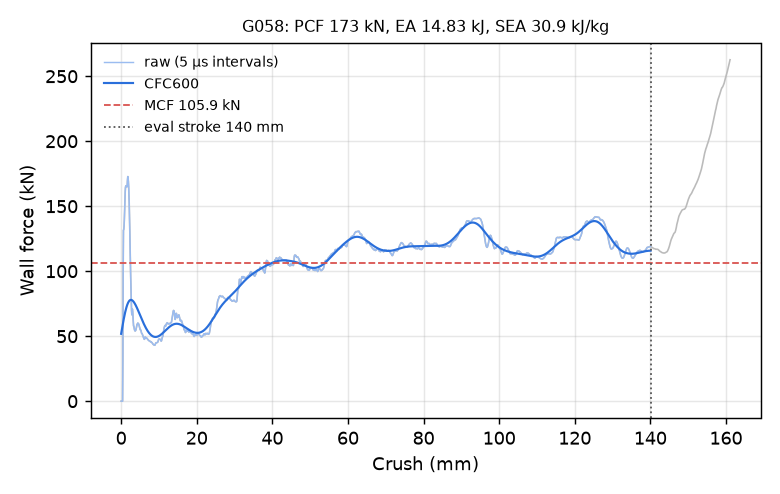 G058: PCF 173 kN, EA 14.83 kJ, SEA 30.9 kJ/kg
raw (5 µs intervals)
CFC600
MCF 105.9 kN
eval stroke 140 mm
Wall force (kN)
250
200
150
100
50
0
0 20 40 60 80 100 120 140 160
Crush (mm)